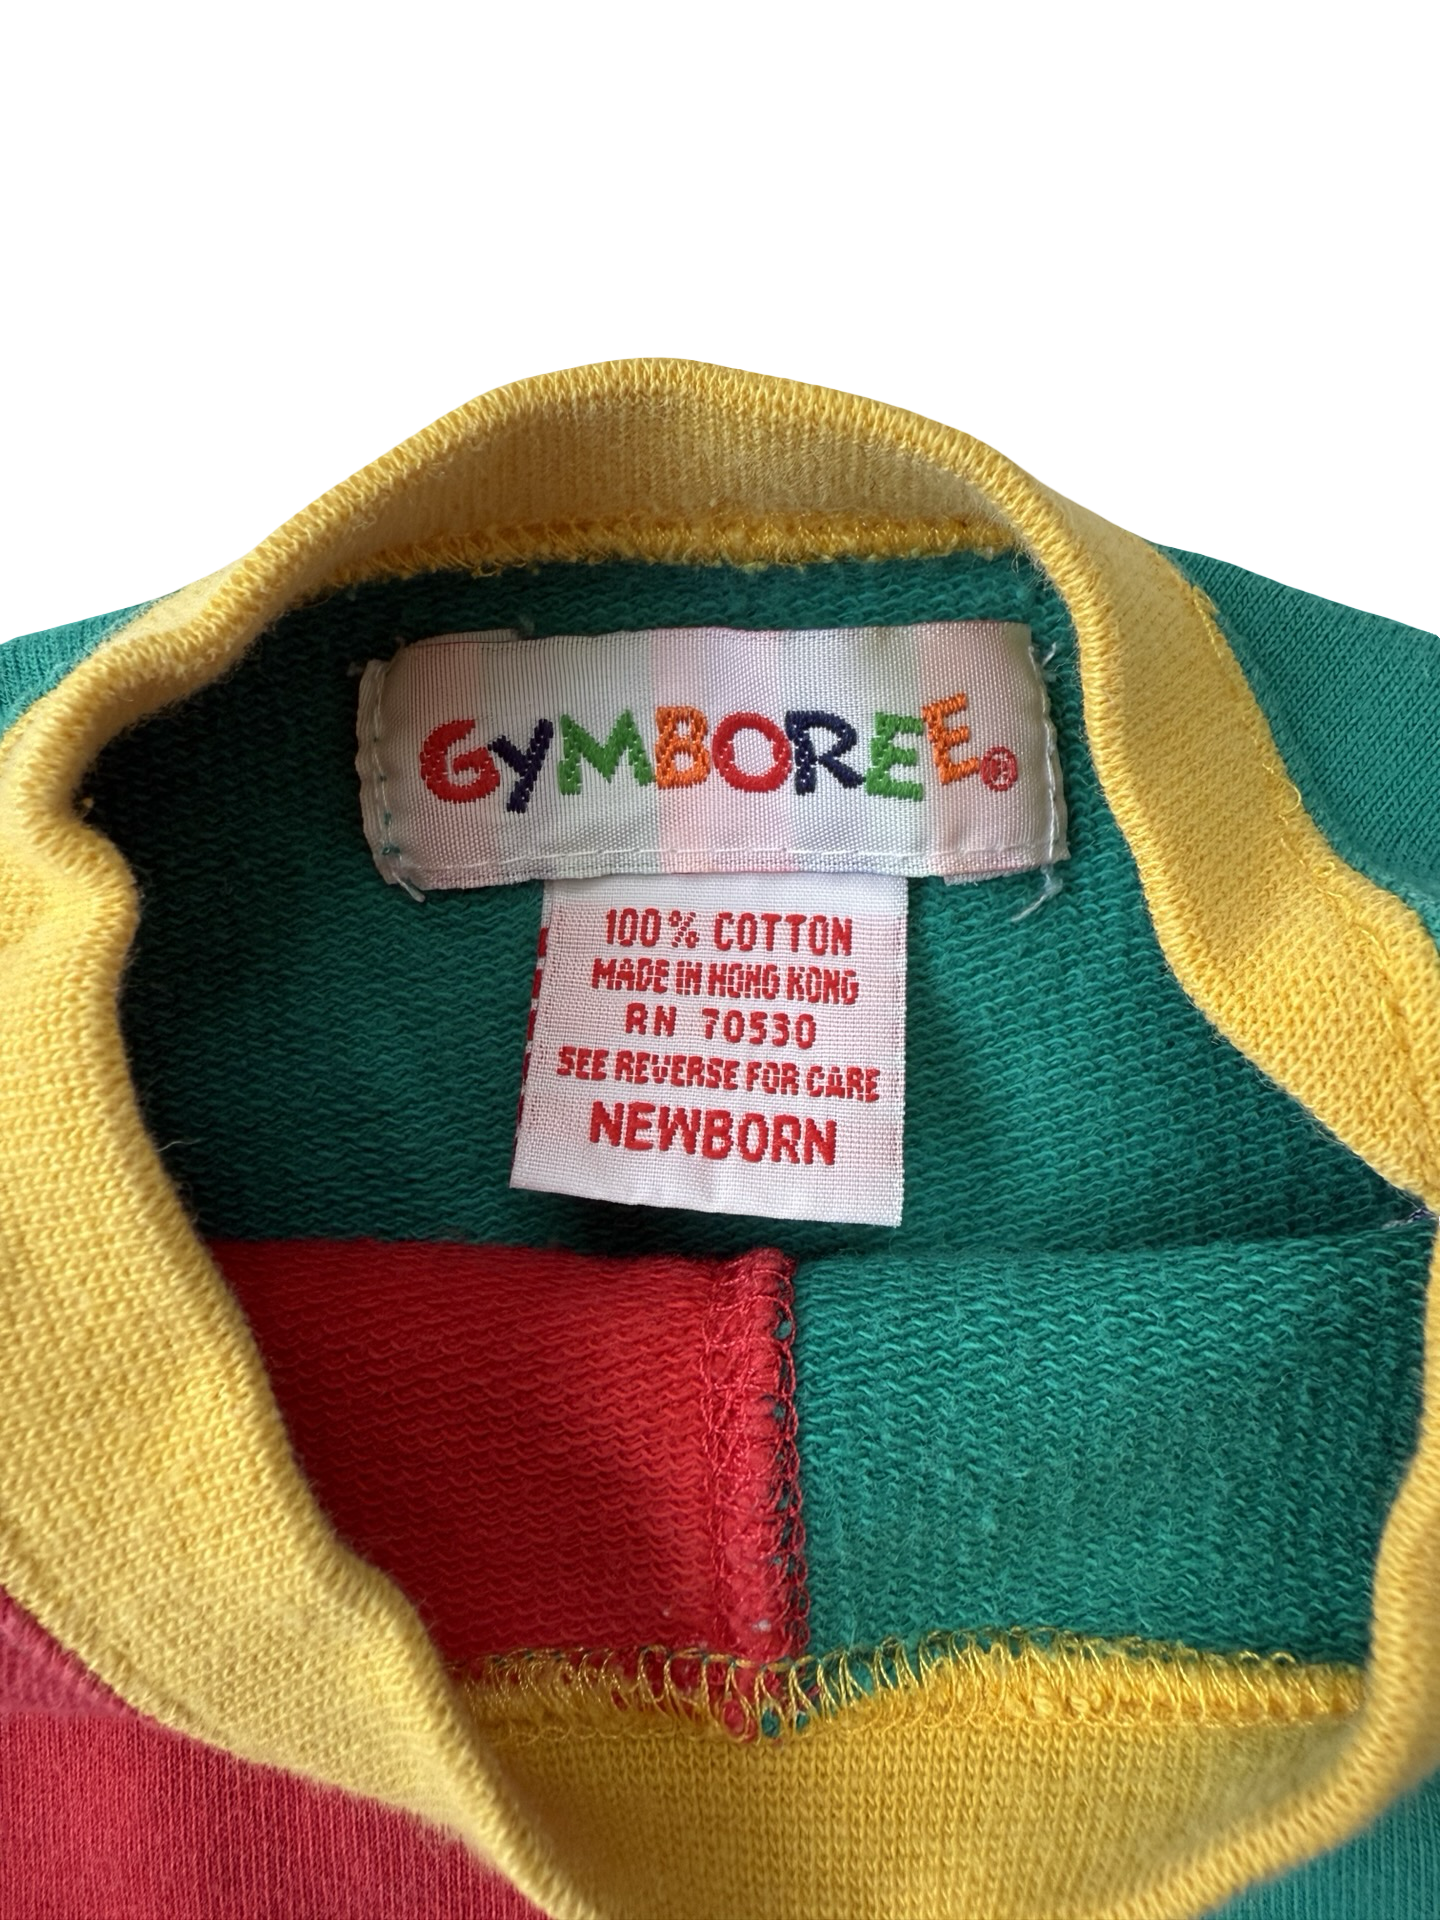 GYMBOREE®
100% COTTON
MADE IN HONG KONG
RN 70530
SEE REVERSE FOR CARE
NEWBORN